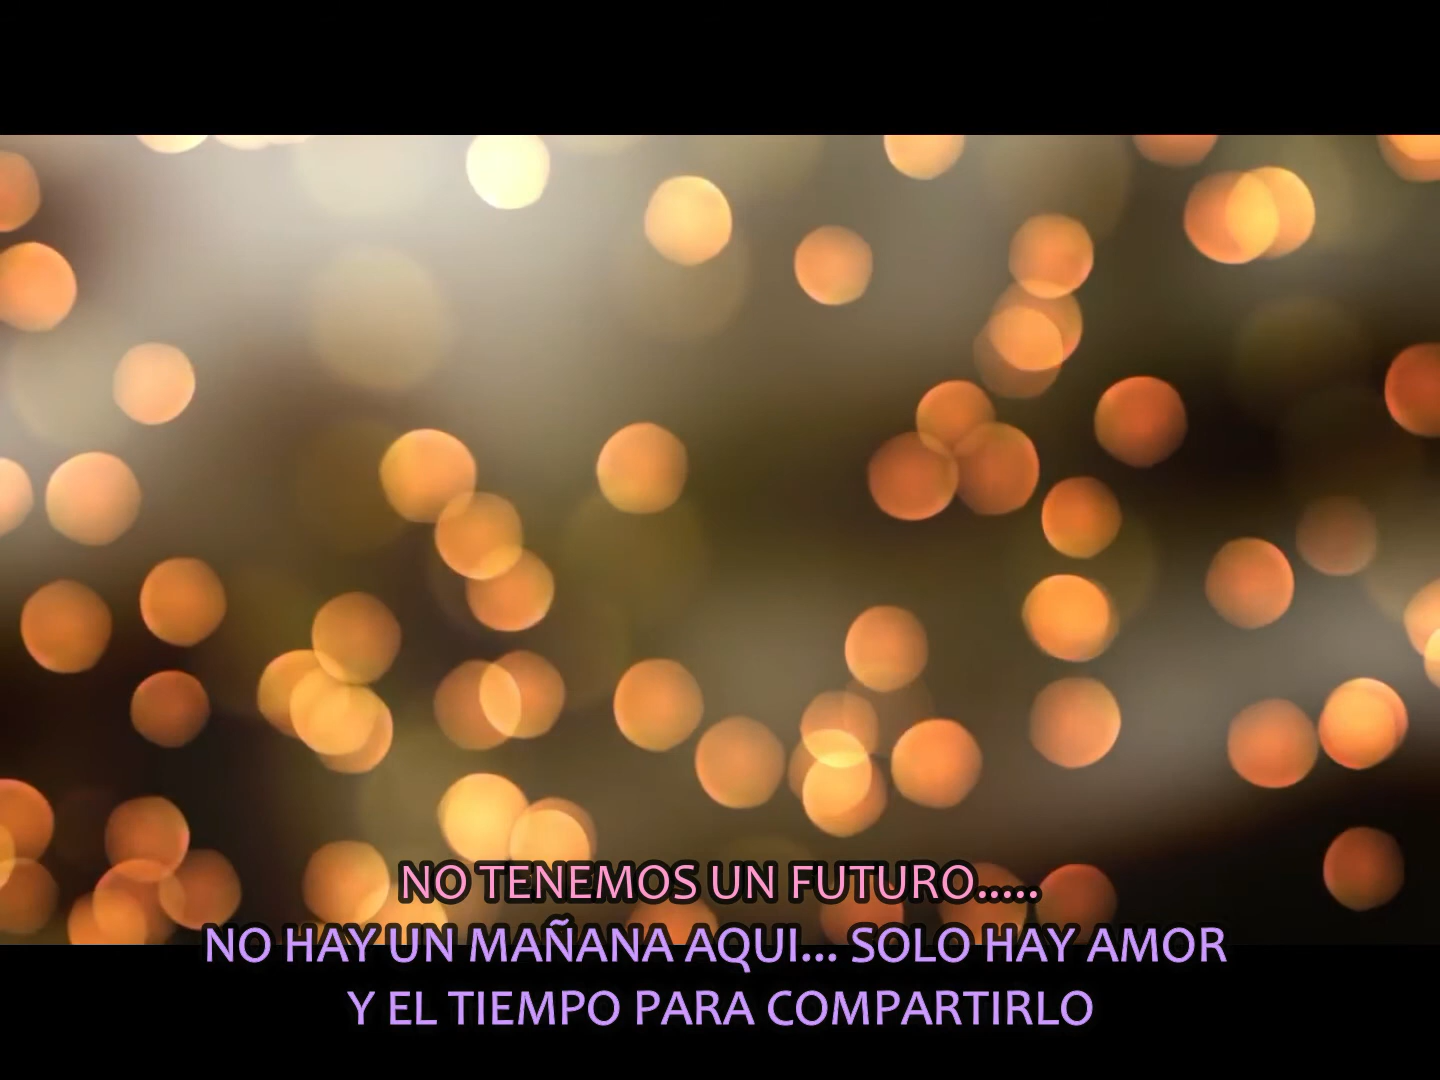 NO TENEMOS UN FUTURO.....
NO HAY UN MAÑANA AQUI... SOLO HAY AMOR
Y EL TIEMPO PARA COMPARTIRLO